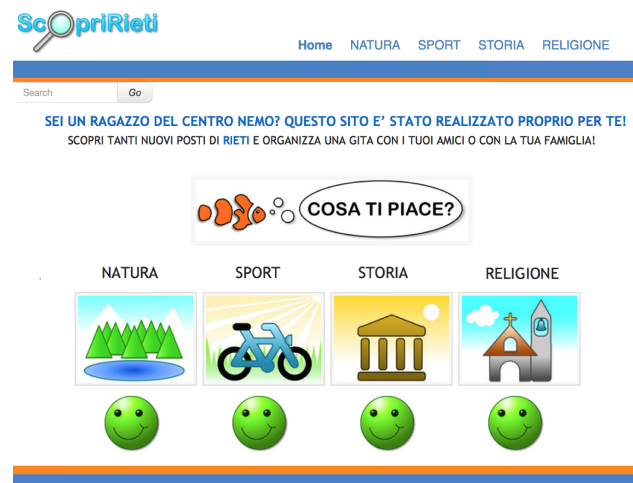 ScopriRieti
Home NATURA SPORT STORIA RELIGIONE
Search Go
SEI UN RAGAZZO DEL CENTRO NEMO? QUESTO SITO E' STATO REALIZZATO PROPRIO PER TE!
SCOPRI TANTI NUOVI POSTI DI RIETI E ORGANIZZA UNA GITA CON I TUOI AMICI O CON LA TUA FAMIGLIA!
COSA TI PIACE?
NATURA SPORT STORIA RELIGIONE